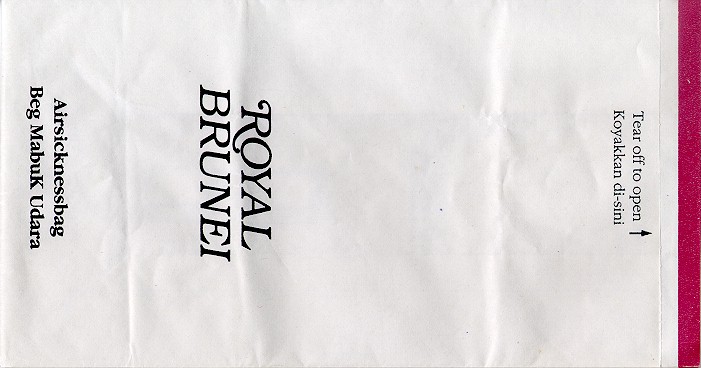 Tear off to open ↑
Koyakkan di-sini
ROYAL
BRUNEI
Airsicknessbag
Beg MabuK Udara